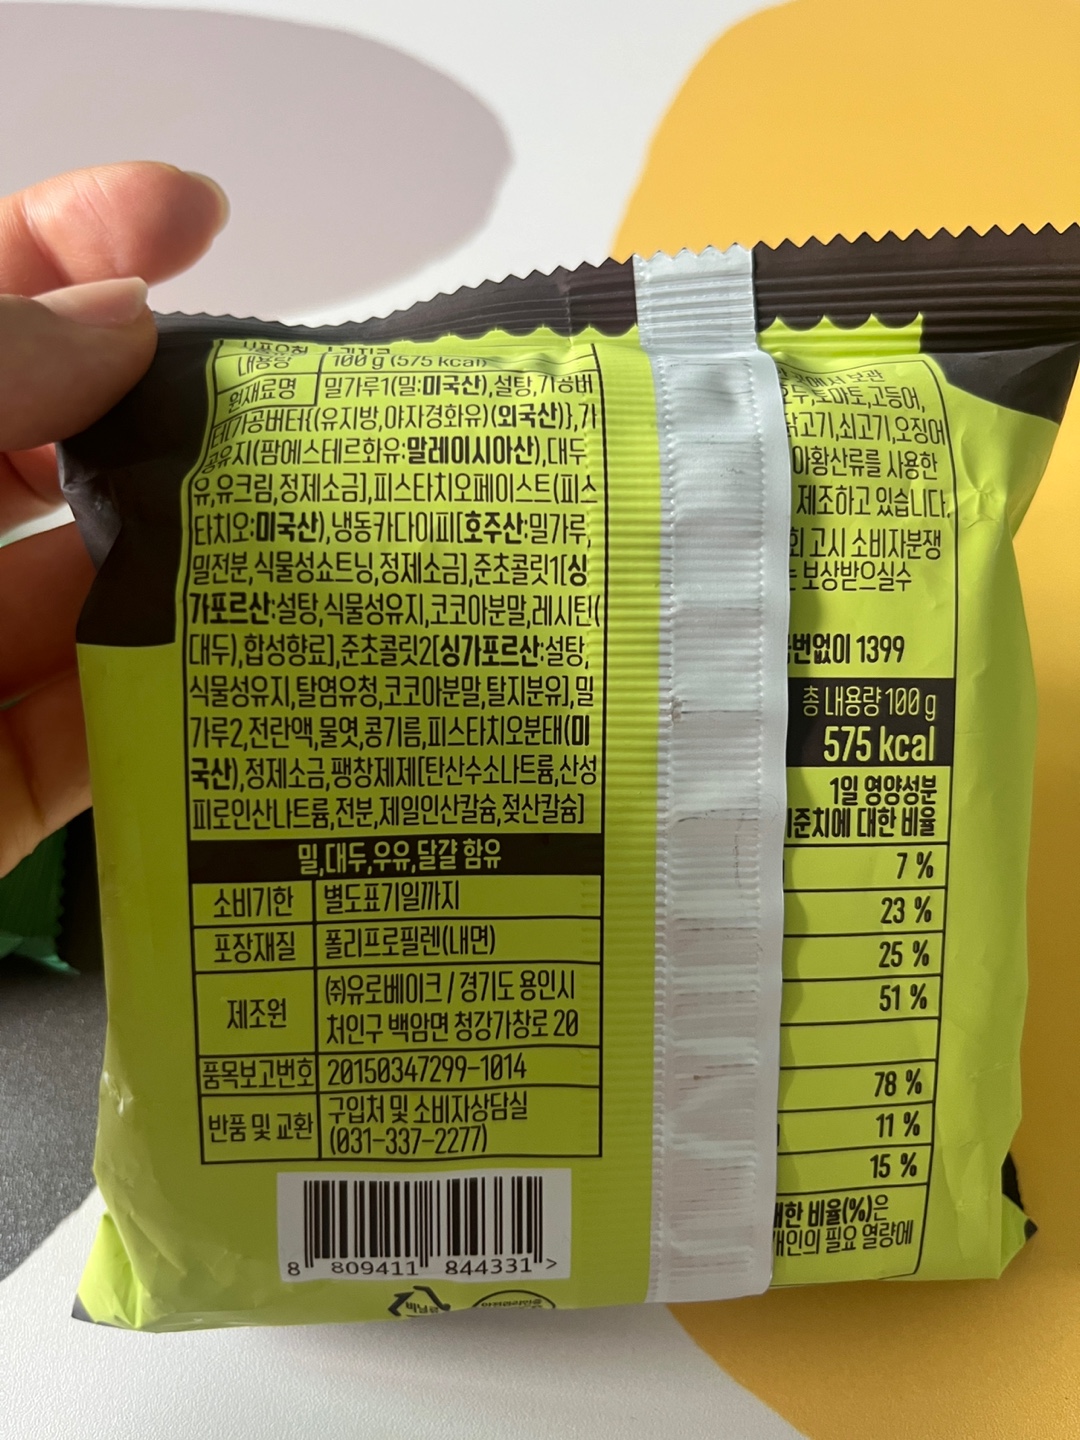 내용량 100 g (575 kcal)
원재료명 밀가루1(밀:미국산),설탕,가공버
터[가공버터{(유지방,야자경화유)(외국산)},가
공유지(팜에스테르화유:말레이시아산),대두
유,유크림,정제소금],피스타치오페이스트(피스
타치오:미국산),냉동카다이피[호주산:밀가루,
밀전분,식물성쇼트닝,정제소금],준초콜릿1[싱
가포르산:설탕,식물성유지,코코아분말,레시틴(
대두),합성향료],준초콜릿2[싱가포르산:설탕,
식물성유지,탈염유청,코코아분말,탈지분유],밀
가루2,전란액,물엿,콩기름,피스타치오분태(미
국산),정제소금,팽창제제[탄산수소나트륨,산성
피로인산나트륨,전분,제일인산칼슘,젖산칼슘]
밀,대두,우유,달걀 함유
소비기한 별도표기일까지
포장재질 폴리프로필렌(내면)
제조원 ㈜유로베이크 / 경기도 용인시
처인구 백암면 청강가창로 20
품목보고번호 20150347299-1014
반품 및 교환 구입처 및 소비자상담실
(031-337-2277)
8 809411 844331 >
비닐류
에서 보관
토마토,고등어,
닭고기,쇠고기,오징어
아황산류를 사용한
제조하고 있습니다.
고시 소비자분쟁
보상받으실수
번없이 1399
총 내용량 100 g
575 kcal
1일 영양성분
기준치에 대한 비율
7 %
23 %
25 %
51 %
78 %
11 %
15 %
대한 비율(%)은
개인의 필요 열량에